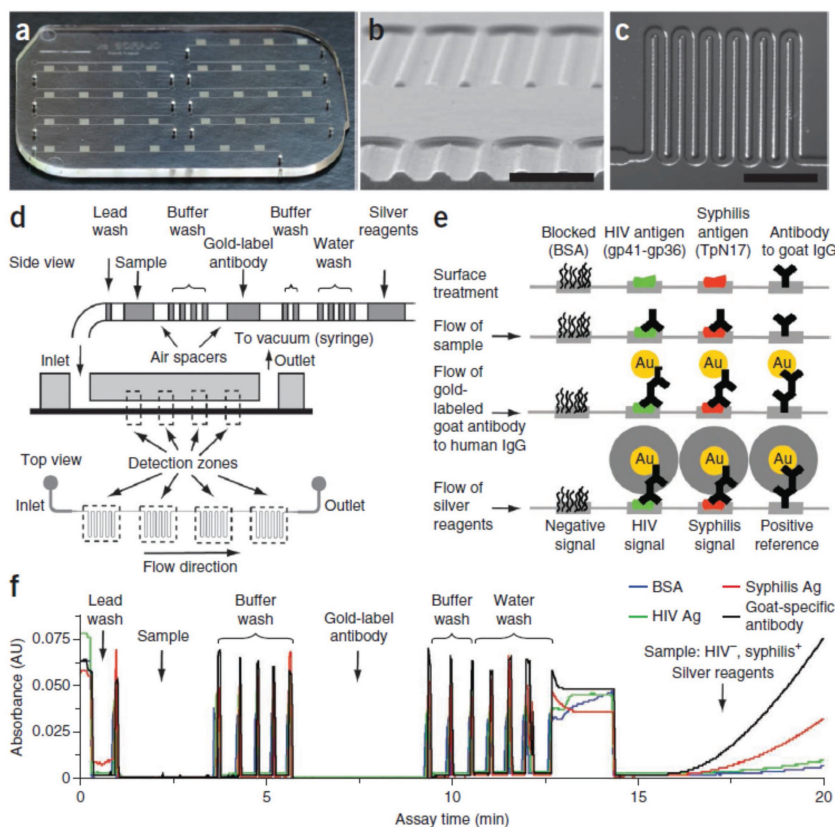 a
b
c
d
Lead wash
Buffer wash
Buffer wash
Silver reagents
Side view
Sample
Gold-label antibody
Water wash
To vacuum (syringe)
Air spacers
Inlet
Outlet
Top view
Detection zones
Inlet
Outlet
Flow direction
e
Blocked (BSA)
HIV antigen (gp41-gp36)
Syphilis antigen (TpN17)
Antibody to goat IgG
Surface treatment
Flow of sample
Flow of gold-labeled goat antibody to human IgG
Au
Au
Au
Flow of silver reagents
Au
Au
Au
Negative signal
HIV signal
Syphilis signal
Positive reference
f
BSA
Syphilis Ag
HIV Ag
Goat-specific antibody
Lead wash
Sample
Buffer wash
Gold-label antibody
Buffer wash
Water wash
Sample: HIV⁻, syphilis⁺
Silver reagents
Absorbance (AU)
0.075
0.050
0.025
0
0
5
10
15
20
Assay time (min)